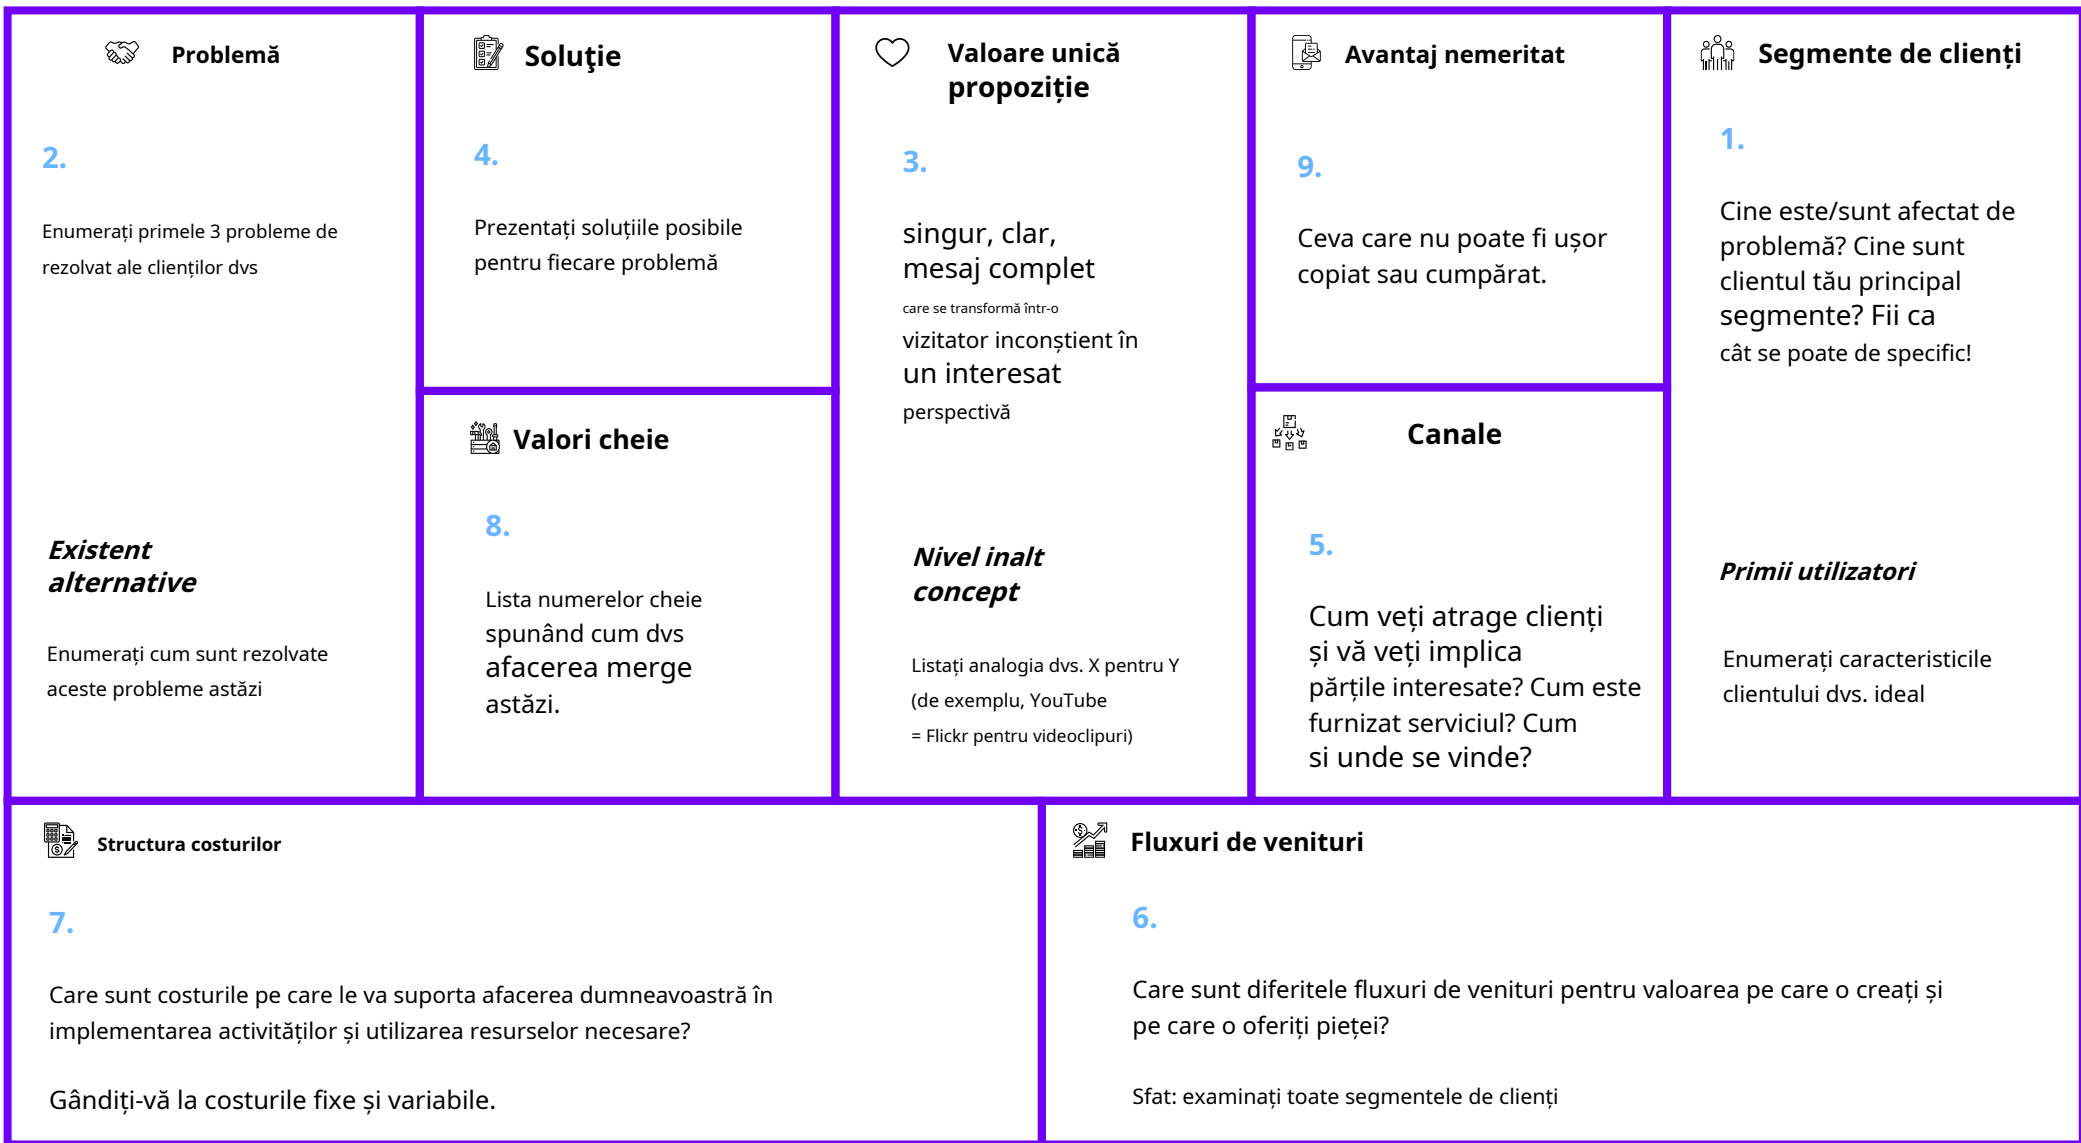 Problemă
2.
Enumerați primele 3 probleme de
rezolvat ale clienților dvs
Existent
alternative
Enumerați cum sunt rezolvate
aceste probleme astăzi
Soluţie
4.
Prezentați soluțiile posibile
pentru fiecare problemă
Valori cheie
8.
Lista numerelor cheie
spunând cum dvs
afacerea merge
astăzi.
Valoare unică
propoziție
3.
singur, clar,
mesaj complet
care se transformă într-o
vizitator inconștient în
un interesat
perspectivă
Nivel inalt
concept
Listați analogia dvs. X pentru Y
(de exemplu, YouTube
= Flickr pentru videoclipuri)
Avantaj nemeritat
9.
Ceva care nu poate fi ușor
copiat sau cumpărat.
Canale
5.
Cum veți atrage clienți
și vă veți implica
părțile interesate? Cum este
furnizat serviciul? Cum
si unde se vinde?
Segmente de clienți
1.
Cine este/sunt afectat de
problemă? Cine sunt
clientul tău principal
segmente? Fii ca
cât se poate de specific!
Primii utilizatori
Enumerați caracteristicile
clientului dvs. ideal
Structura costurilor
7.
Care sunt costurile pe care le va suporta afacerea dumneavoastră în
implementarea activităților și utilizarea resurselor necesare?
Gândiți-vă la costurile fixe și variabile.
Fluxuri de venituri
6.
Care sunt diferitele fluxuri de venituri pentru valoarea pe care o creați și
pe care o oferiți pieței?
Sfat: examinați toate segmentele de clienți